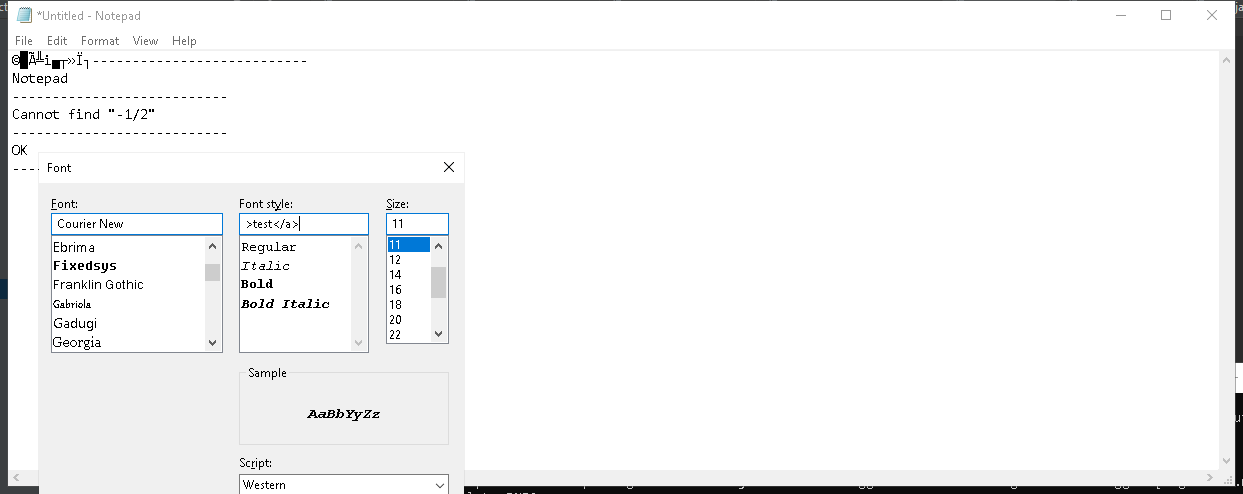 *Untitled - Notepad
File Edit Format View Help
---------------------------
Notepad
---------------------------
Cannot find "-1/2"
---------------------------
OK
----
Font
Font: Font style: Size:
Courier New >test</a> 11
Ebrima Regular 11
Fixedsys Italic 12
Franklin Gothic Bold 14
Gabriola Bold Italic 16
Gadugi 18
Georgia 20
22
Sample
AaBbYyZz
Script:
Western